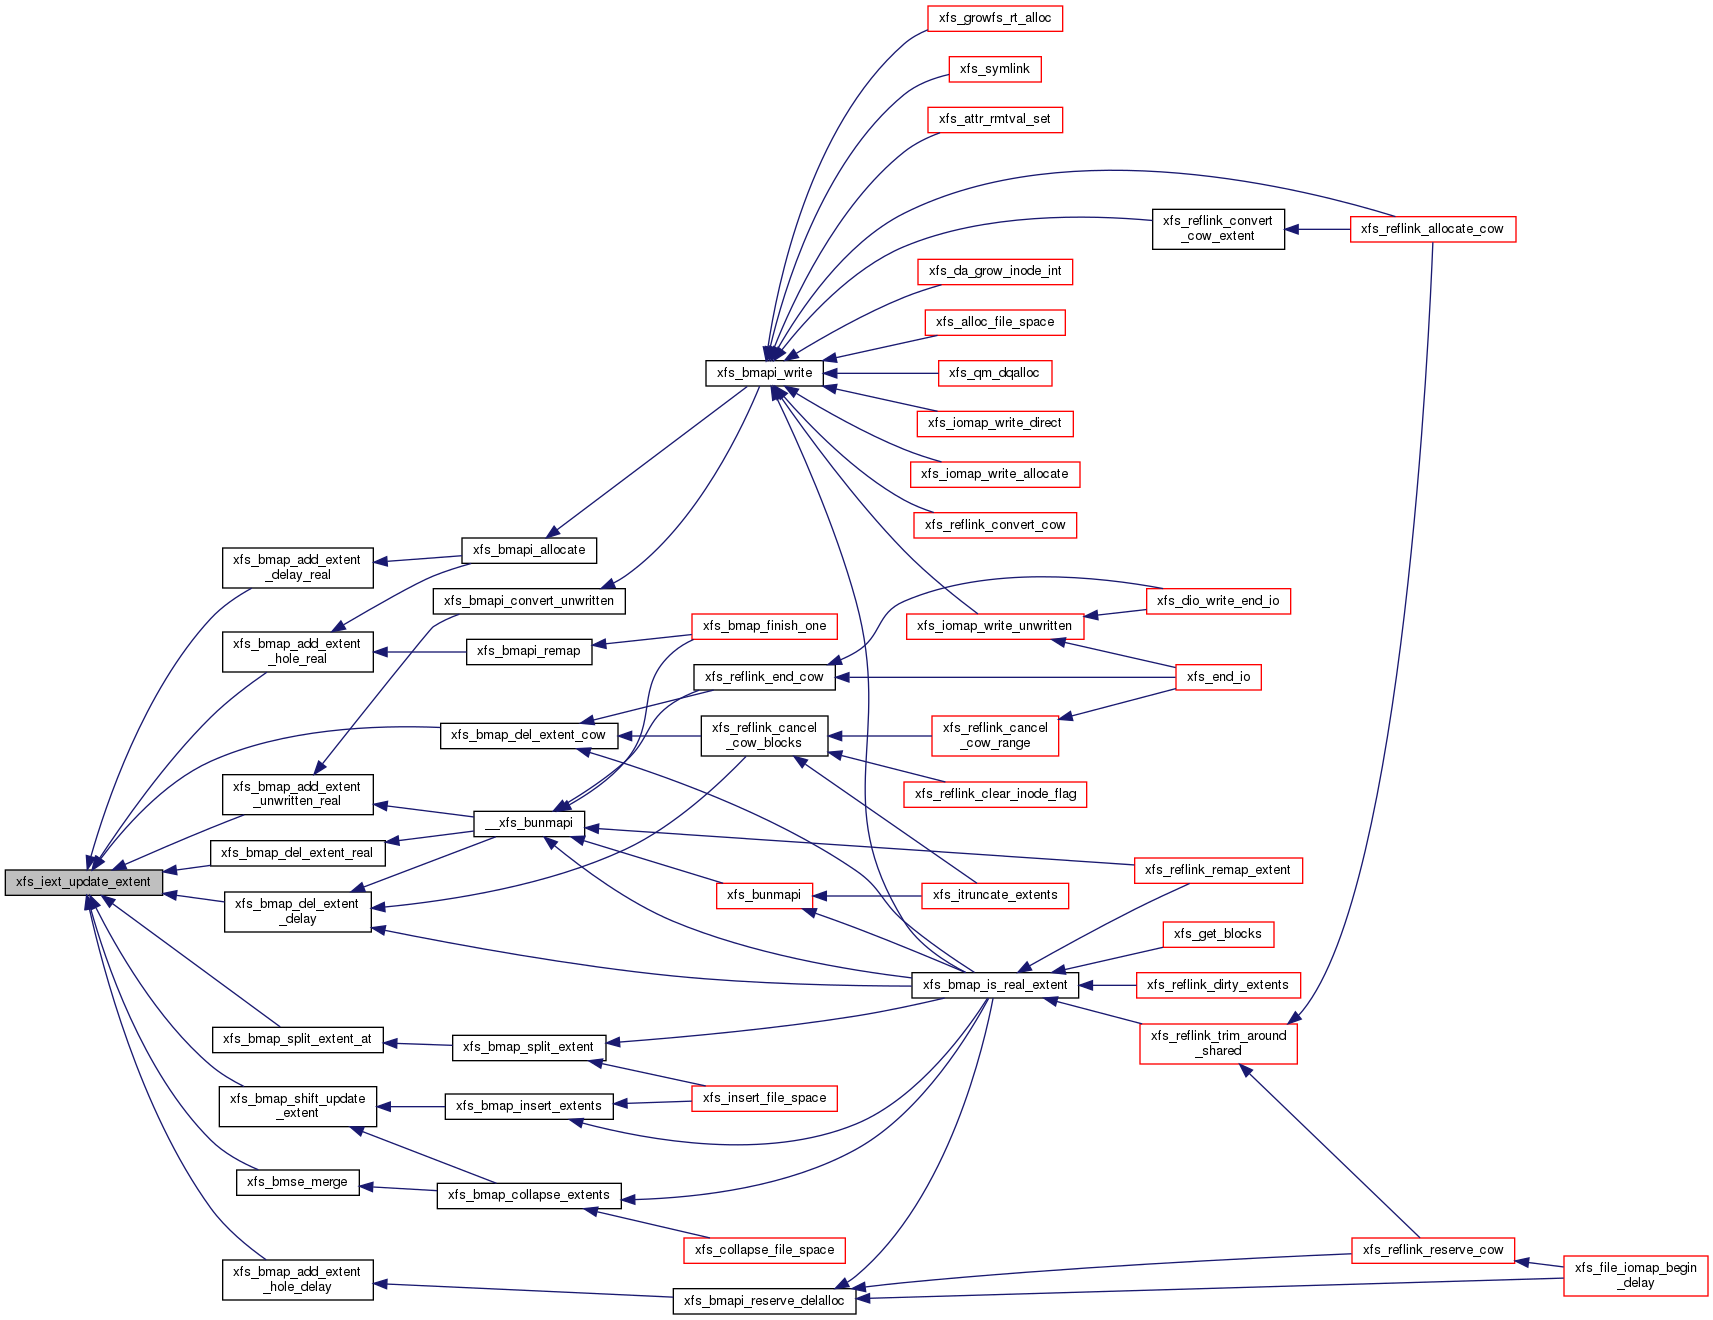 xfs_growfs_rt_alloc
xfs_symlink
xfs_attr_rmtval_set
xfs_reflink_convert
_cow_extent
xfs_reflink_allocate_cow
xfs_da_grow_inode_int
xfs_alloc_file_space
xfs_bmapi_write
xfs_qm_dqalloc
xfs_iomap_write_direct
xfs_iomap_write_allocate
xfs_reflink_convert_cow
xfs_bmap_add_extent
_delay_real
xfs_bmapi_allocate
xfs_bmapi_convert_unwritten
xfs_dio_write_end_io
xfs_bmap_add_extent
_hole_real
xfs_bmapi_remap
xfs_bmap_finish_one
xfs_iomap_write_unwritten
xfs_reflink_end_cow
xfs_end_io
xfs_bmap_del_extent_cow
xfs_reflink_cancel
_cow_blocks
xfs_reflink_cancel
_cow_range
xfs_bmap_add_extent
_unwritten_real
xfs_reflink_clear_inode_flag
__xfs_bunmapi
xfs_bmap_del_extent_real
xfs_reflink_remap_extent
xfs_iext_update_extent
xfs_bmap_del_extent
_delay
xfs_bunmapi
xfs_itruncate_extents
xfs_get_blocks
xfs_bmap_is_real_extent
xfs_reflink_dirty_extents
xfs_bmap_split_extent_at
xfs_bmap_split_extent
xfs_reflink_trim_around
_shared
xfs_bmap_shift_update
_extent
xfs_bmap_insert_extents
xfs_insert_file_space
xfs_bmse_merge
xfs_bmap_collapse_extents
xfs_collapse_file_space
xfs_reflink_reserve_cow
xfs_bmap_add_extent
_hole_delay
xfs_bmapi_reserve_delalloc
xfs_file_iomap_begin
_delay